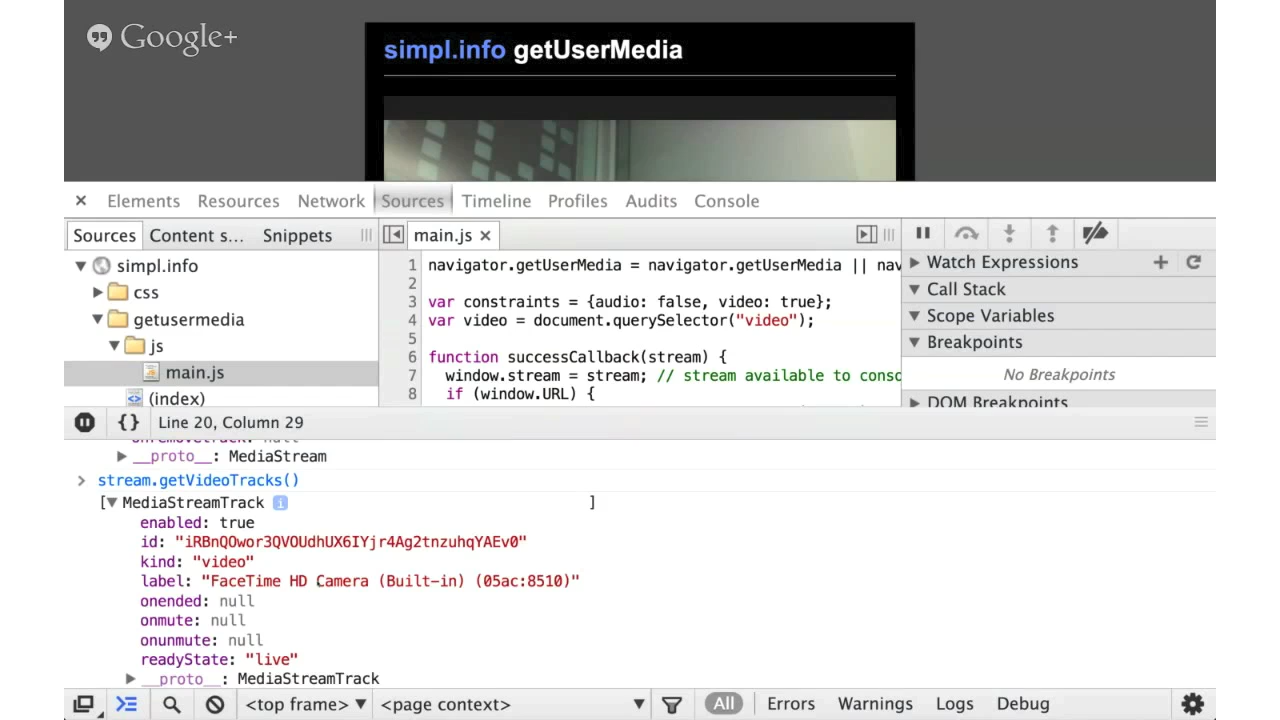 Google+
simpl.info getUserMedia
× Elements Resources Network Sources Timeline Profiles Audits Console
Sources Content s... Snippets
main.js ×
▼ simpl.info
▶ css
▼ getusermedia
▼ js
main.js
(index)
1 navigator.getUserMedia = navigator.getUserMedia || nav
2
3 var constraints = {audio: false, video: true};
4 var video = document.querySelector("video");
5
6 function successCallback(stream) {
7 window.stream = stream; // stream available to conso
8 if (window.URL) {
▶ Watch Expressions +
▼ Call Stack
▼ Scope Variables
▼ Breakpoints
No Breakpoints
▶ DOM Breakpoints
{} Line 20, Column 29
onremovetrack: null
▶ __proto__: MediaStream
> stream.getVideoTracks()
[▼ MediaStreamTrack i ]
enabled: true
id: "iRBnQOwor3QVOUdhUX6IYjr4Ag2tnzuhqYAEv0"
kind: "video"
label: "FaceTime HD Camera (Built-in) (05ac:8510)"
onended: null
onmute: null
onunmute: null
readyState: "live"
▶ __proto__: MediaStreamTrack
<top frame> ▼ <page context> ▼ All Errors Warnings Logs Debug